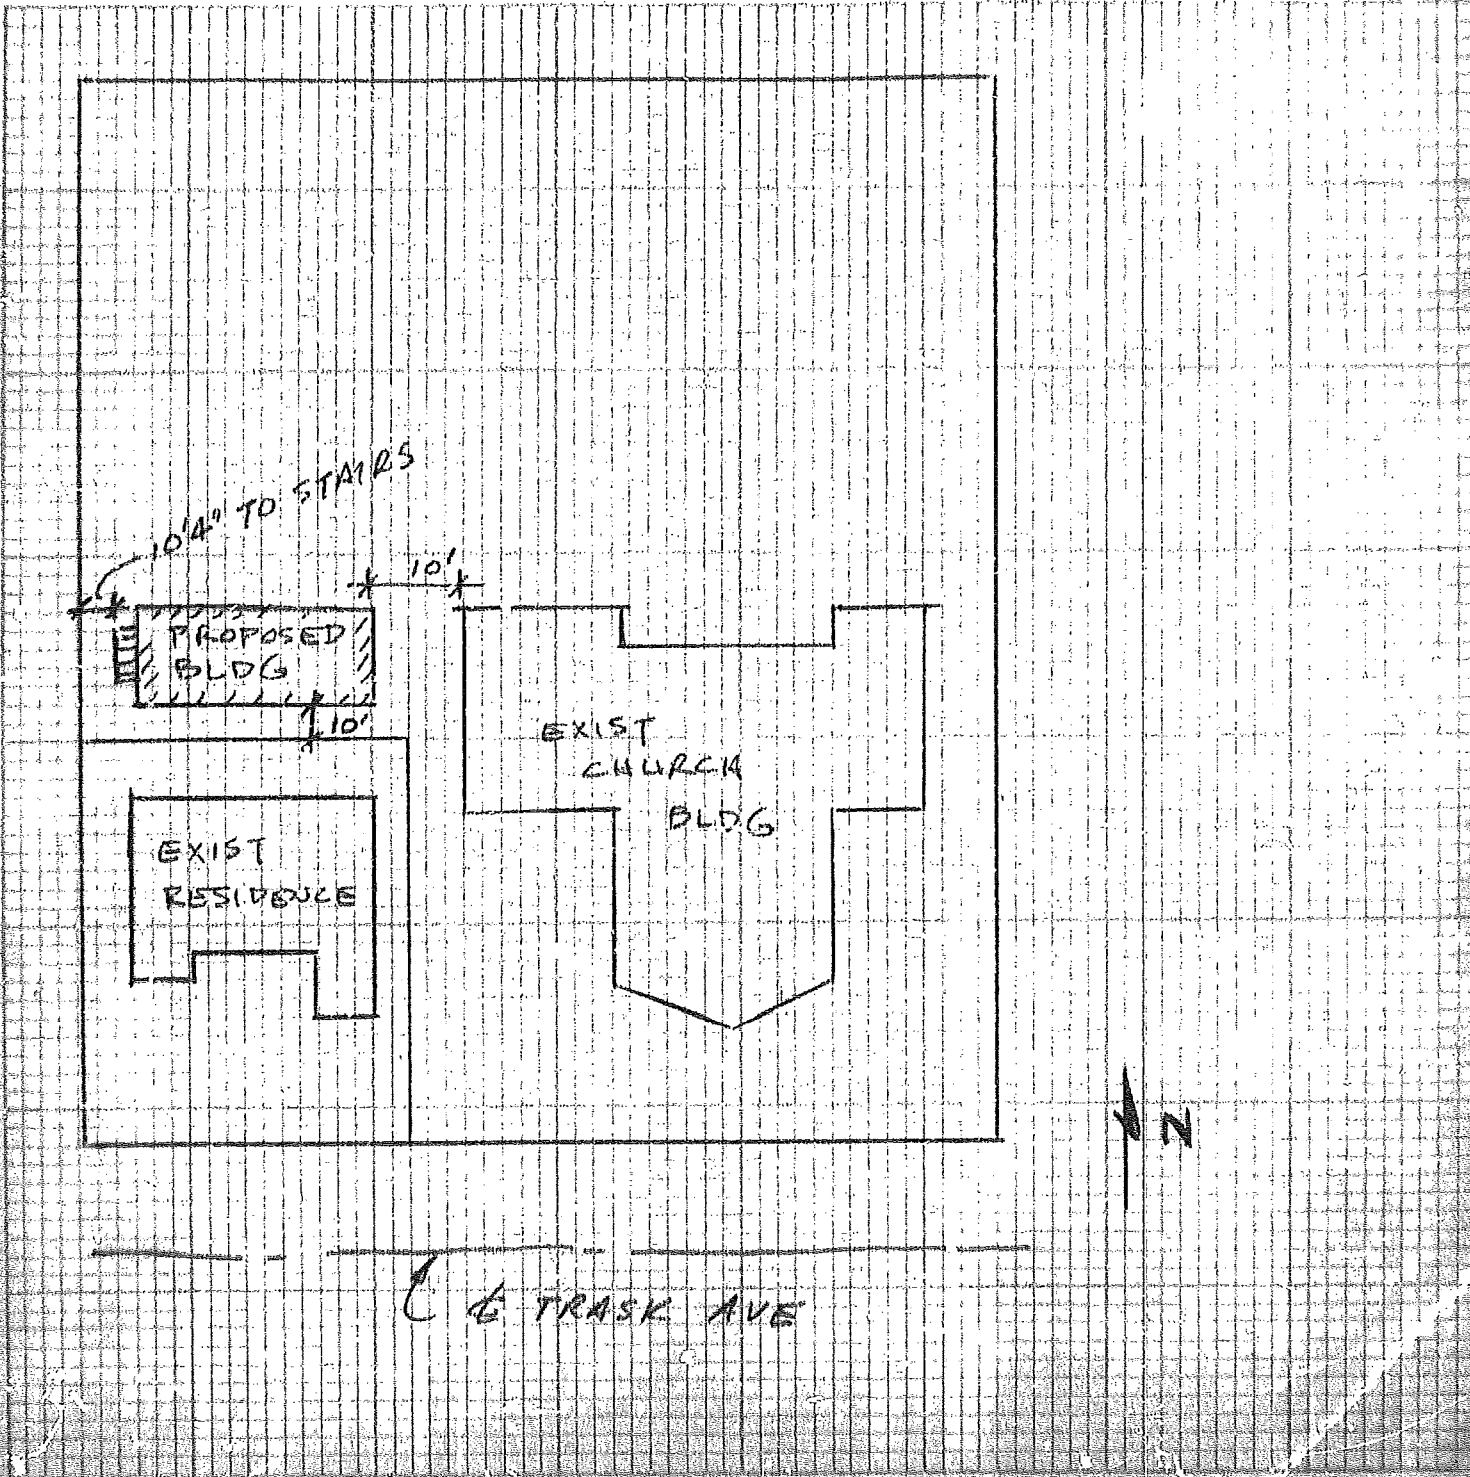 10'4" TO STAIRS
10'
PROPOSED
BLDG
10'
EXIST
CHURCH
BLDG
EXIST
RESIDENCE
N
℄ TRASK AVE